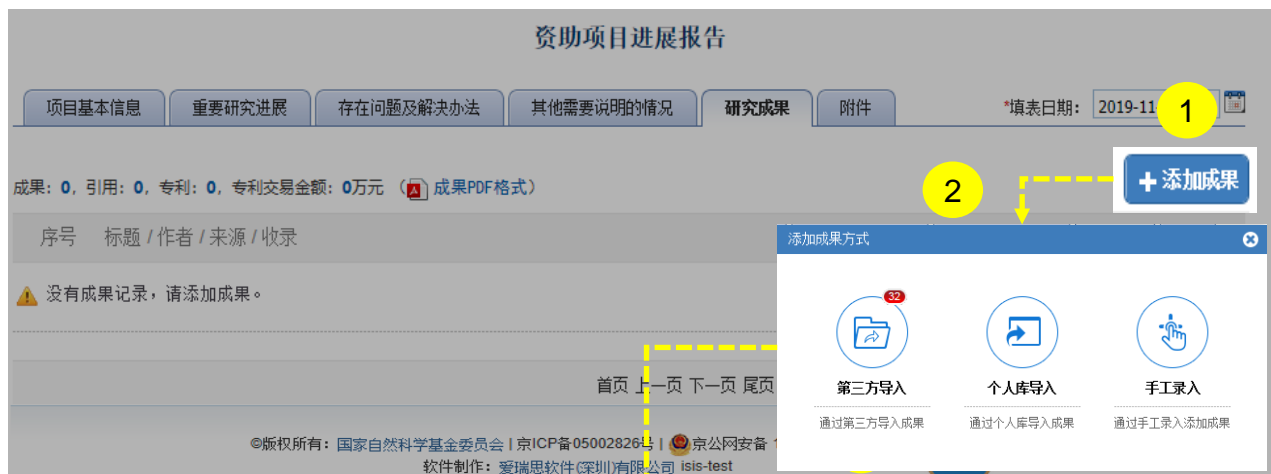 资助项目进展报告
项目基本信息 重要研究进展 存在问题及解决办法 其他需要说明的情况 研究成果 附件 *填表日期： 2019-11 1
成果：0，引用：0，专利：0，专利交易金额：0万元 （成果PDF格式） 2 添加成果
序号 标题 / 作者 / 来源 / 收录
添加成果方式
没有成果记录，请添加成果。
32
第三方导入 个人库导入 手工录入
首页 上一页 下一页 尾页
通过第三方导入成果 通过个人库导入成果 通过手工录入添加成果
©版权所有：国家自然科学基金委员会 | 京ICP备05002826号 | 京公网安备
软件制作：爱瑞思软件(深圳)有限公司 isis-test